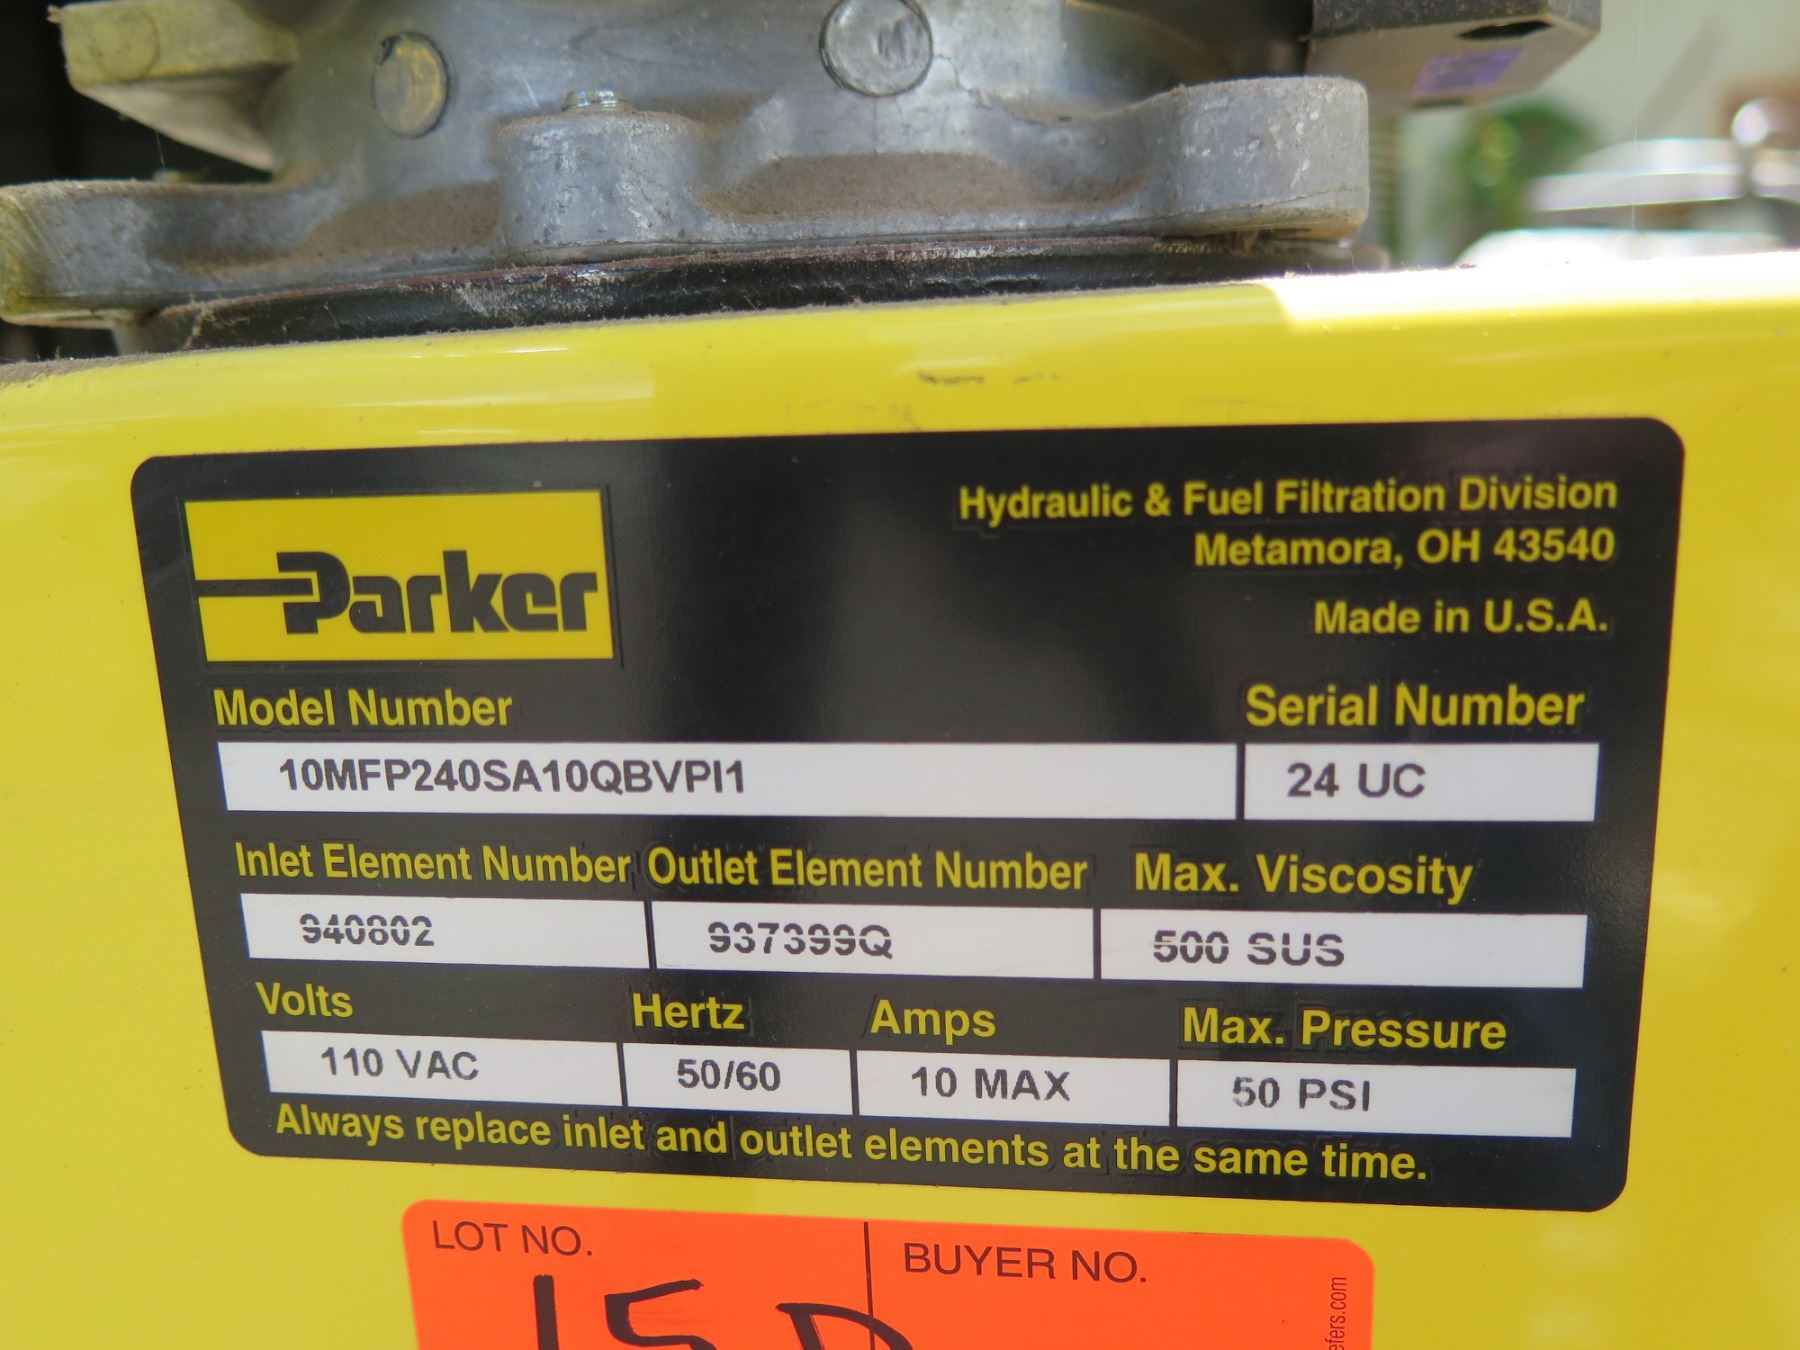 Parker
Hydraulic & Fuel Filtration Division
Metamora, OH 43540
Made in U.S.A.
Model Number Serial Number
10MFP240SA10QBVPI1 24 UC
Inlet Element Number Outlet Element Number Max. Viscosity
940802 937399Q 500 SUS
Volts Hertz Amps Max. Pressure
110 VAC 50/60 10 MAX 50 PSI
Always replace inlet and outlet elements at the same time.
LOT NO. BUYER NO.